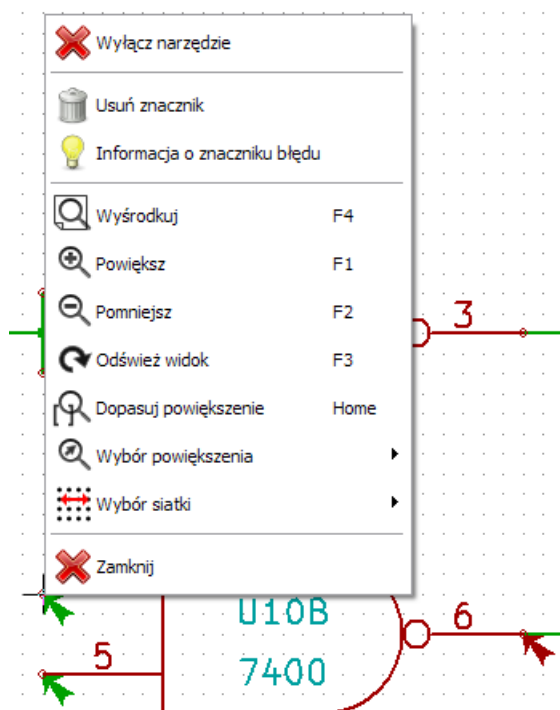 Wyłącz narzędzie
Usuń znacznik
Informacja o znaczniku błędu
Wyśrodkuj F4
Powiększ F1
Pomniejsz F2
3
Odśwież widok F3
Dopasuj powiększenie Home
Wybór powiększenia
Wybór siatki
Zamknij
U10B
6
5
7400